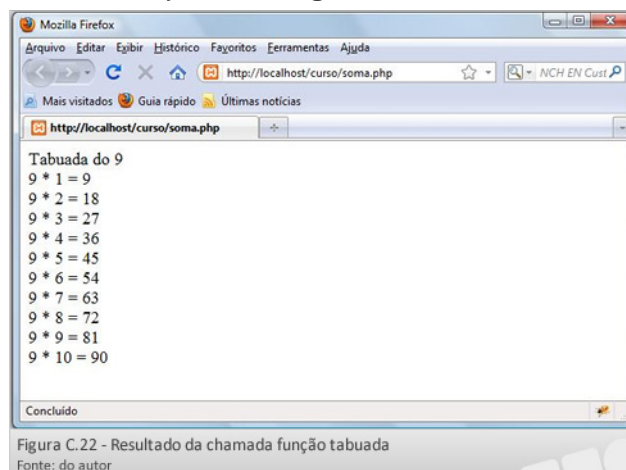 Mozilla Firefox
Arquivo Editar Exibir Histórico Favoritos Ferramentas Ajuda
http://localhost/curso/soma.php NCH EN Cust
Mais visitados Guia rápido Últimas notícias
http://localhost/curso/soma.php
Tabuada do 9
9 * 1 = 9
9 * 2 = 18
9 * 3 = 27
9 * 4 = 36
9 * 5 = 45
9 * 6 = 54
9 * 7 = 63
9 * 8 = 72
9 * 9 = 81
9 * 10 = 90
Concluído
Figura C.22 - Resultado da chamada função tabuada
Fonte: do autor